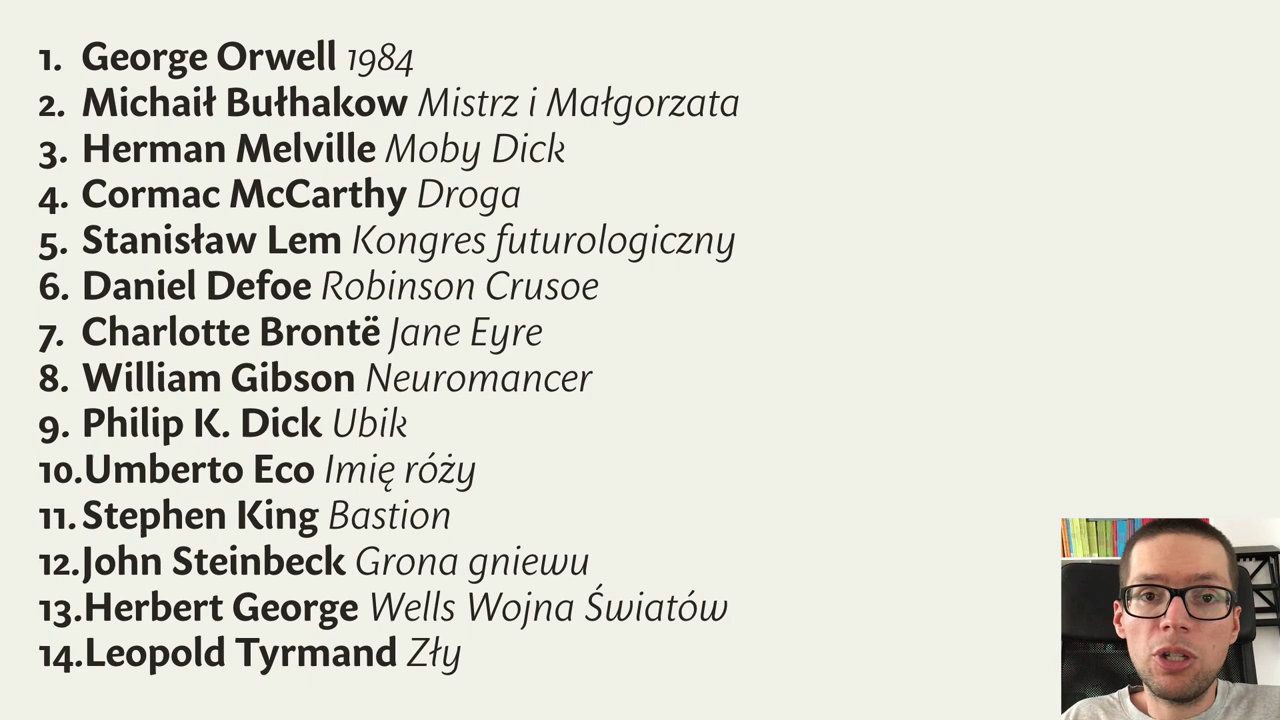 1. George Orwell 1984
2. Michaił Bułhakow Mistrz i Małgorzata
3. Herman Melville Moby Dick
4. Cormac McCarthy Droga
5. Stanisław Lem Kongres futurologiczny
6. Daniel Defoe Robinson Crusoe
7. Charlotte Brontë Jane Eyre
8. William Gibson Neuromancer
9. Philip K. Dick Ubik
10.Umberto Eco Imię róży
11.Stephen King Bastion
12.John Steinbeck Grona gniewu
13.Herbert George Wells Wojna Światów
14.Leopold Tyrmand Zły